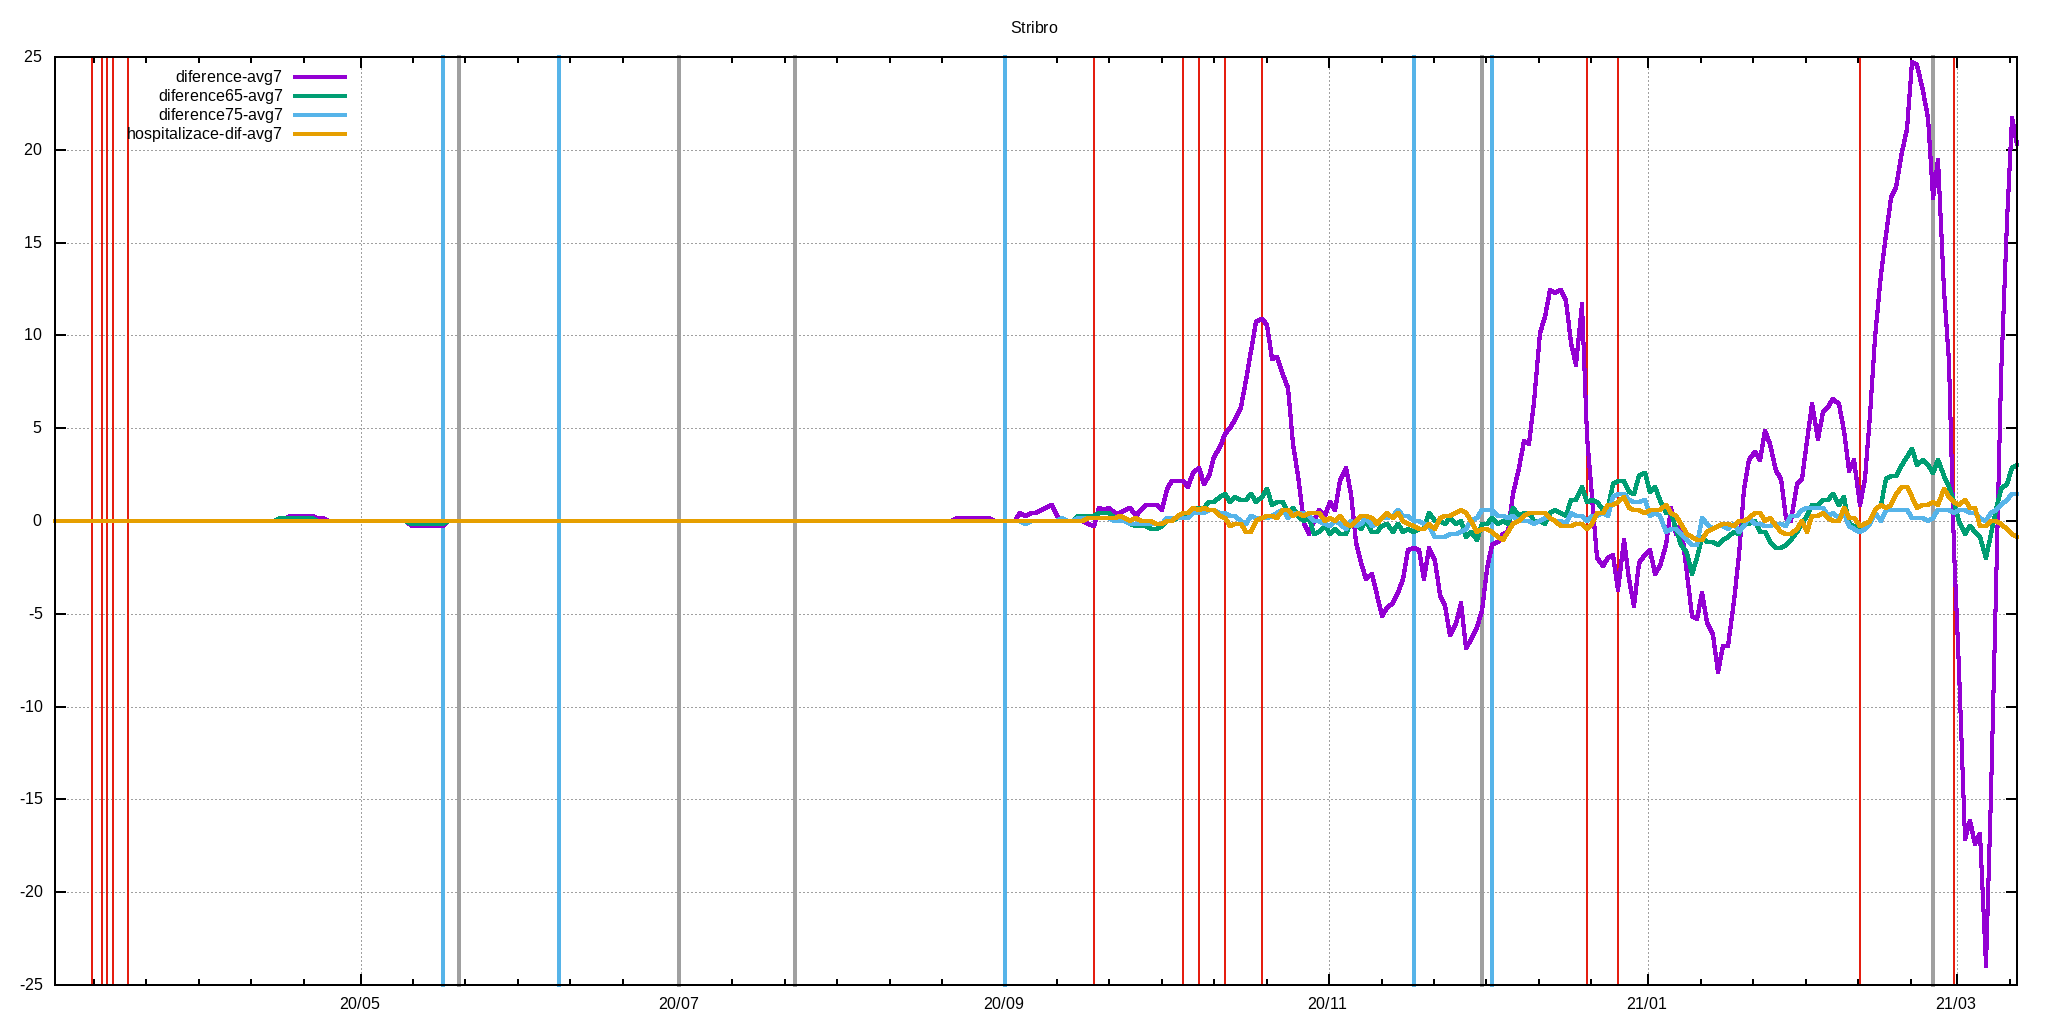 Stribro
25
diference-avg7
diference65-avg7
diference75-avg7
hospitalizace-dif-avg7
20
15
10
5
0
-5
-10
-15
-20
-25
20/05 20/07 20/09 20/11 21/01 21/03